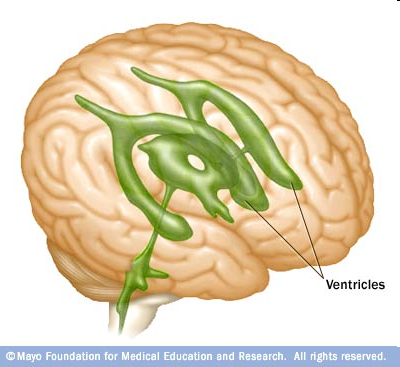 Ventricles
©Mayo Foundation for Medical Education and Research. All rights reserved.